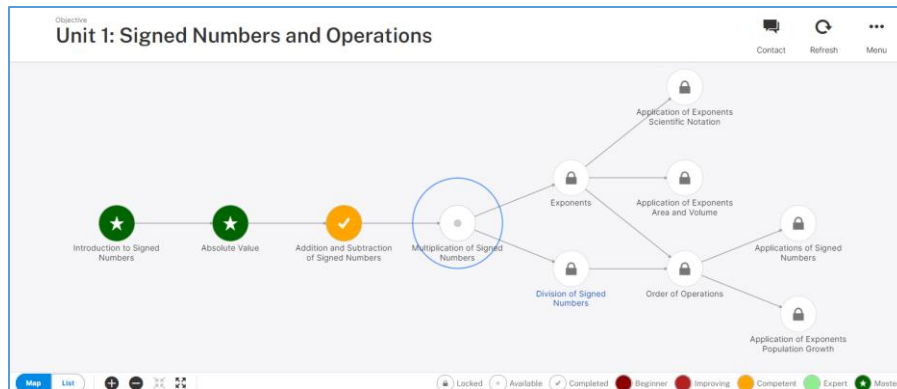 Objective
Unit 1: Signed Numbers and Operations
Contact
Refresh
Menu
Application of Exponents
Scientific Notation
Exponents
Application of Exponents
Area and Volume
Introduction to Signed
Numbers
Absolute Value
Addition and Subtraction
of Signed Numbers
Multiplication of Signed
Numbers
Applications of Signed
Numbers
Division of Signed
Numbers
Order of Operations
Application of Exponents
Population Growth
Map
List
Locked
Available
Completed
Beginner
Improving
Competent
Expert